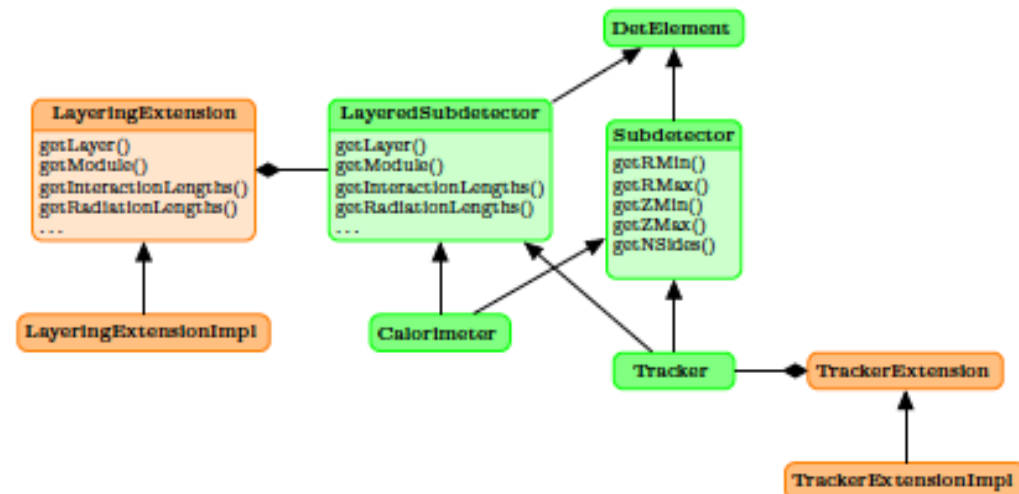 DetElement
LayeringExtension
getLayer()
getModule()
getInteractionLengths()
getRadiationLengths()
...
LayeredSubdetector
getLayer()
getModule()
getInteractionLengths()
getRadiationLengths()
...
Subdetector
getRMin()
getRMax()
getZMin()
getZMax()
getNSides()
LayeringExtensionImpl
Calorimeter
Tracker
TrackerExtension
TrackerExtensionImpl